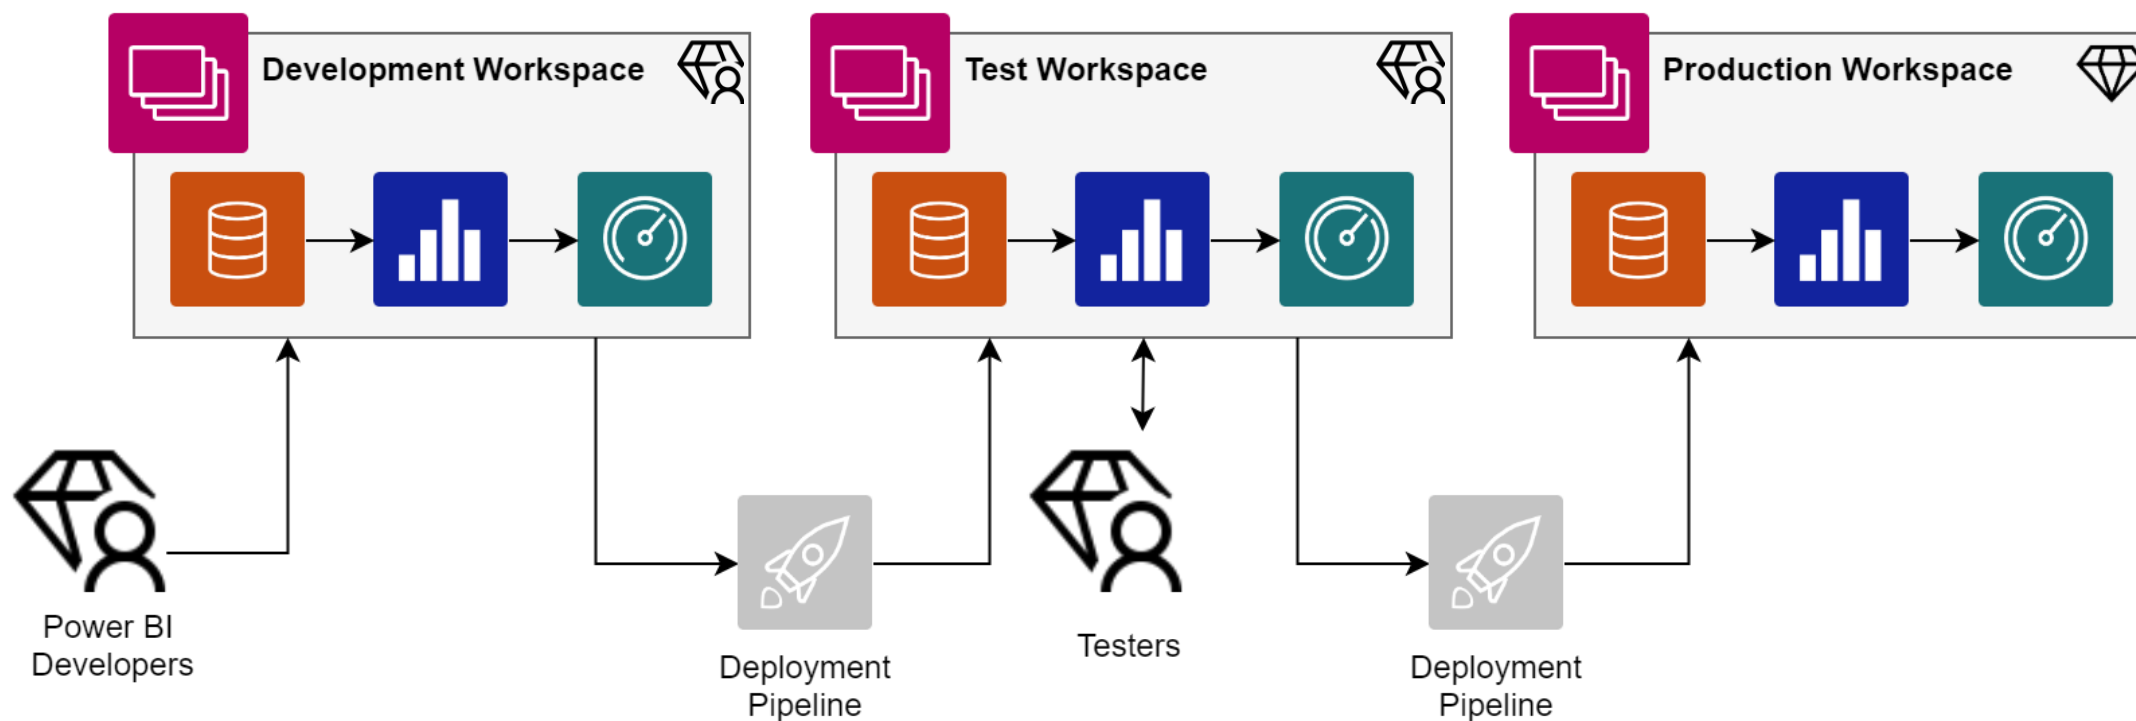 Development Workspace
Test Workspace
Production Workspace
Power BI
Developers
Deployment
Pipeline
Testers
Deployment
Pipeline